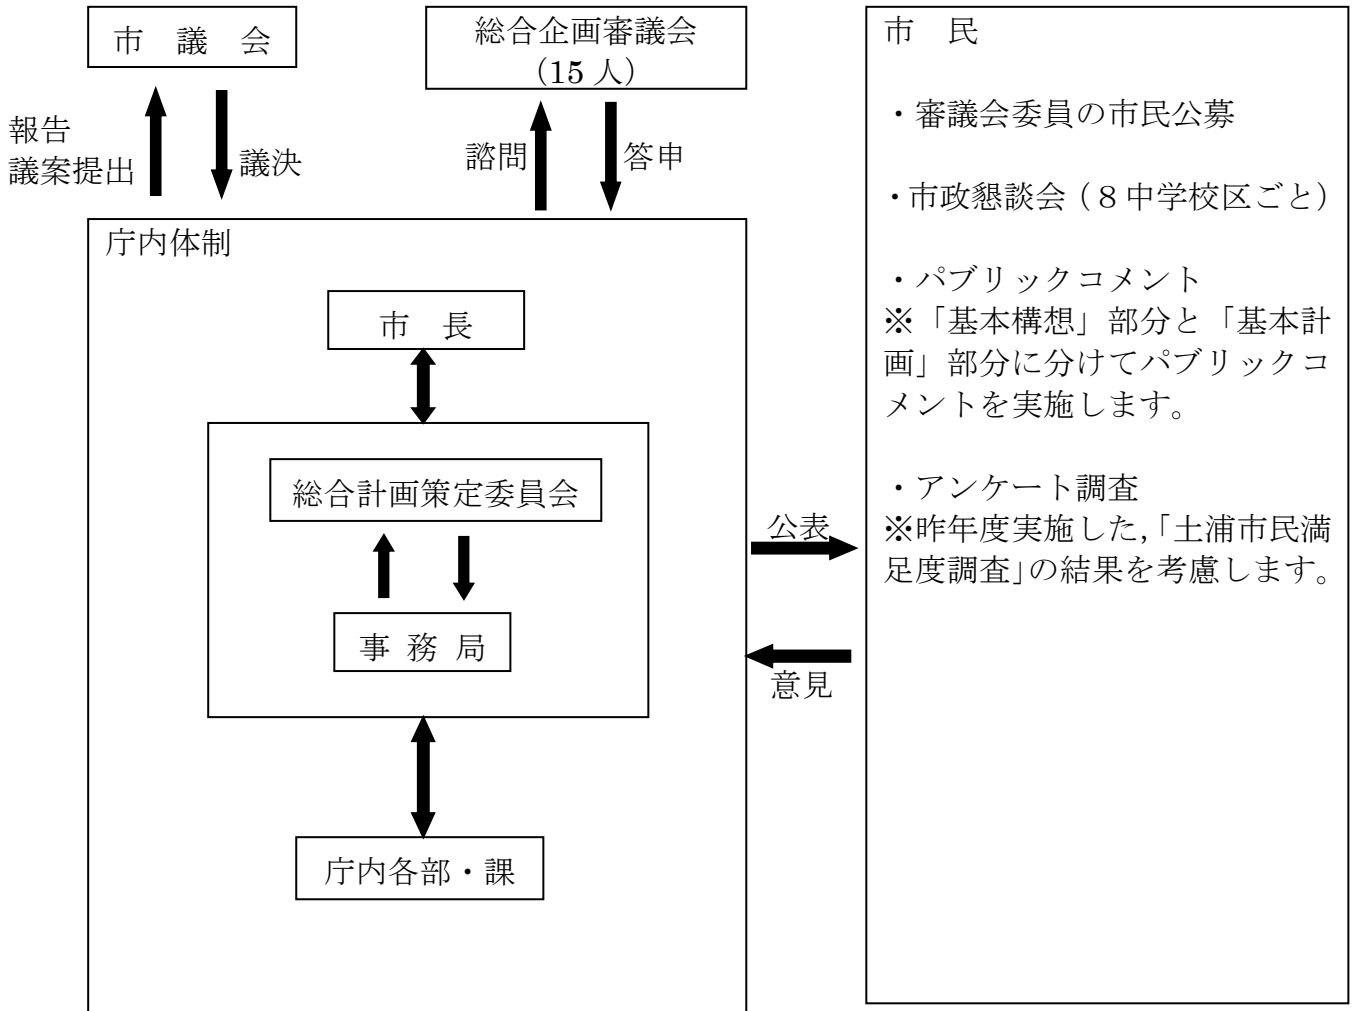 市　議　会
総合企画審議会
（15 人）
報告
議案提出
議決
諮問
答申
庁内体制
市　長
総合計画策定委員会
事 務 局
庁内各部・課
公表
意見
市　民
・審議会委員の市民公募
・市政懇談会（８中学校区ごと）
・パブリックコメント
※「基本構想」部分と「基本計
画」部分に分けてパブリックコ
メントを実施します。
・アンケート調査
※昨年度実施した，「土浦市民満
足度調査」の結果を考慮します。